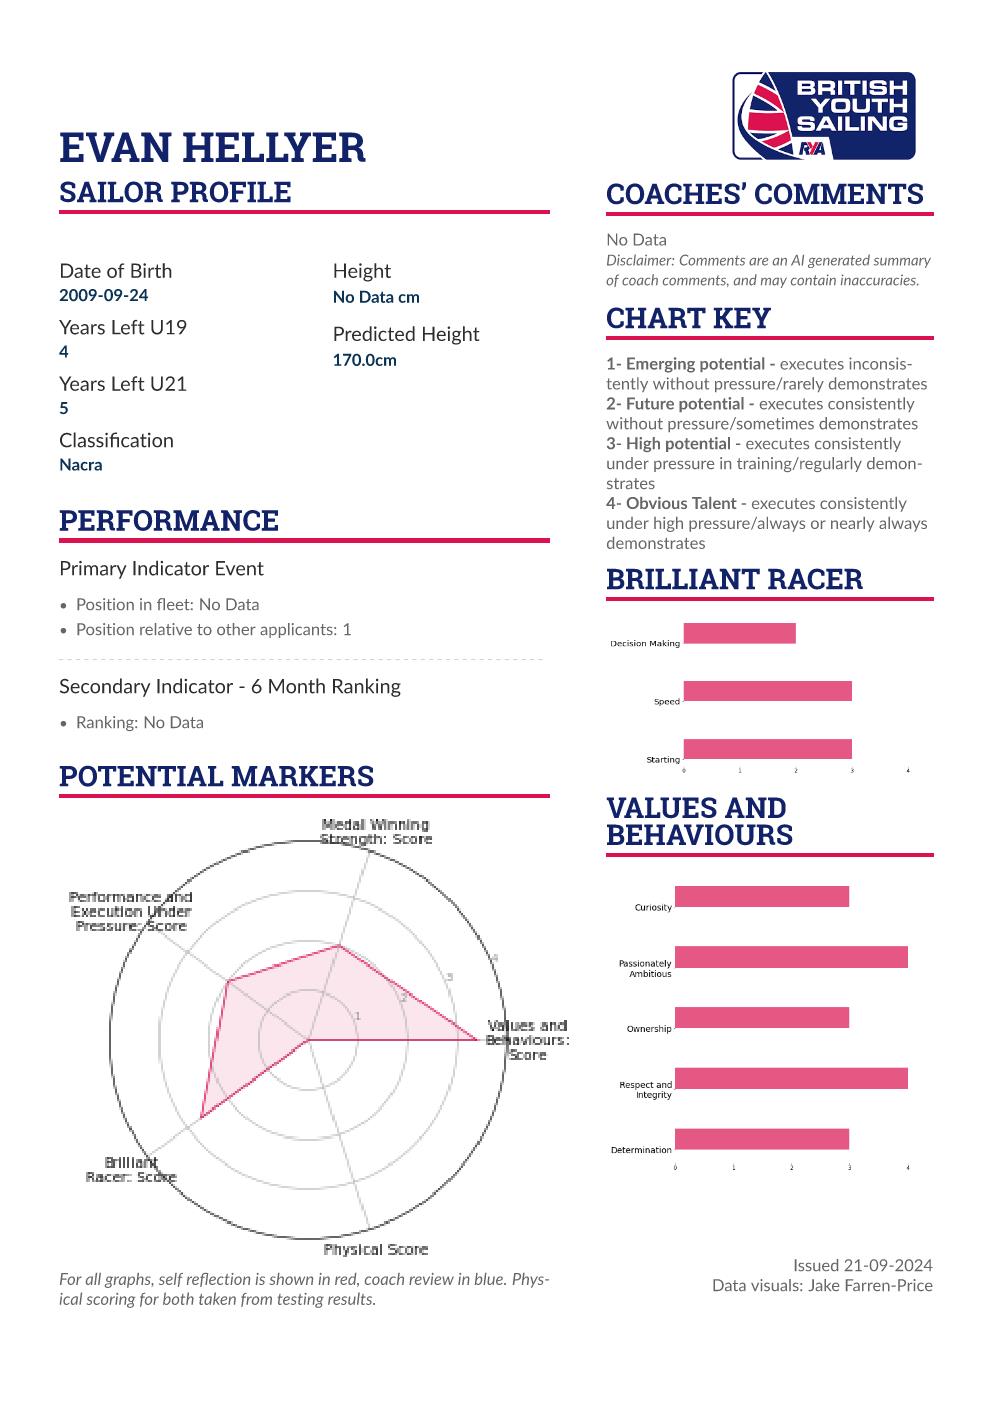 BRITISH
YOUTH
SAILING
RYA
EVAN HELLYER
SAILOR PROFILE
Date of Birth
2009-09-24
Years Left U19
4
Years Left U21
5
Classification
Nacra
Height
No Data cm
Predicted Height
170.0cm
PERFORMANCE
Primary Indicator Event
• Position in fleet: No Data
• Position relative to other applicants: 1
Secondary Indicator - 6 Month Ranking
• Ranking: No Data
POTENTIAL MARKERS
Medal Winning
Strength: Score
Performance and
Execution Under
Pressure: Score
4
3
2
1
Values and
Behaviours:
Score
Brilliant
Racer: Score
Physical Score
For all graphs, self reflection is shown in red, coach review in blue. Phys-
ical scoring for both taken from testing results.
COACHES' COMMENTS
No Data
Disclaimer: Comments are an AI generated summary
of coach comments, and may contain inaccuracies.
CHART KEY
1- Emerging potential - executes inconsis-
tently without pressure/rarely demonstrates
2- Future potential - executes consistently
without pressure/sometimes demonstrates
3- High potential - executes consistently
under pressure in training/regularly demon-
strates
4- Obvious Talent - executes consistently
under high pressure/always or nearly always
demonstrates
BRILLIANT RACER
Decision Making
Speed
Starting
0 1 2 3 4
VALUES AND
BEHAVIOURS
Curiosity
Passionately
Ambitious
Ownership
Respect and
Integrity
Determination
0 1 2 3 4
Issued 21-09-2024
Data visuals: Jake Farren-Price